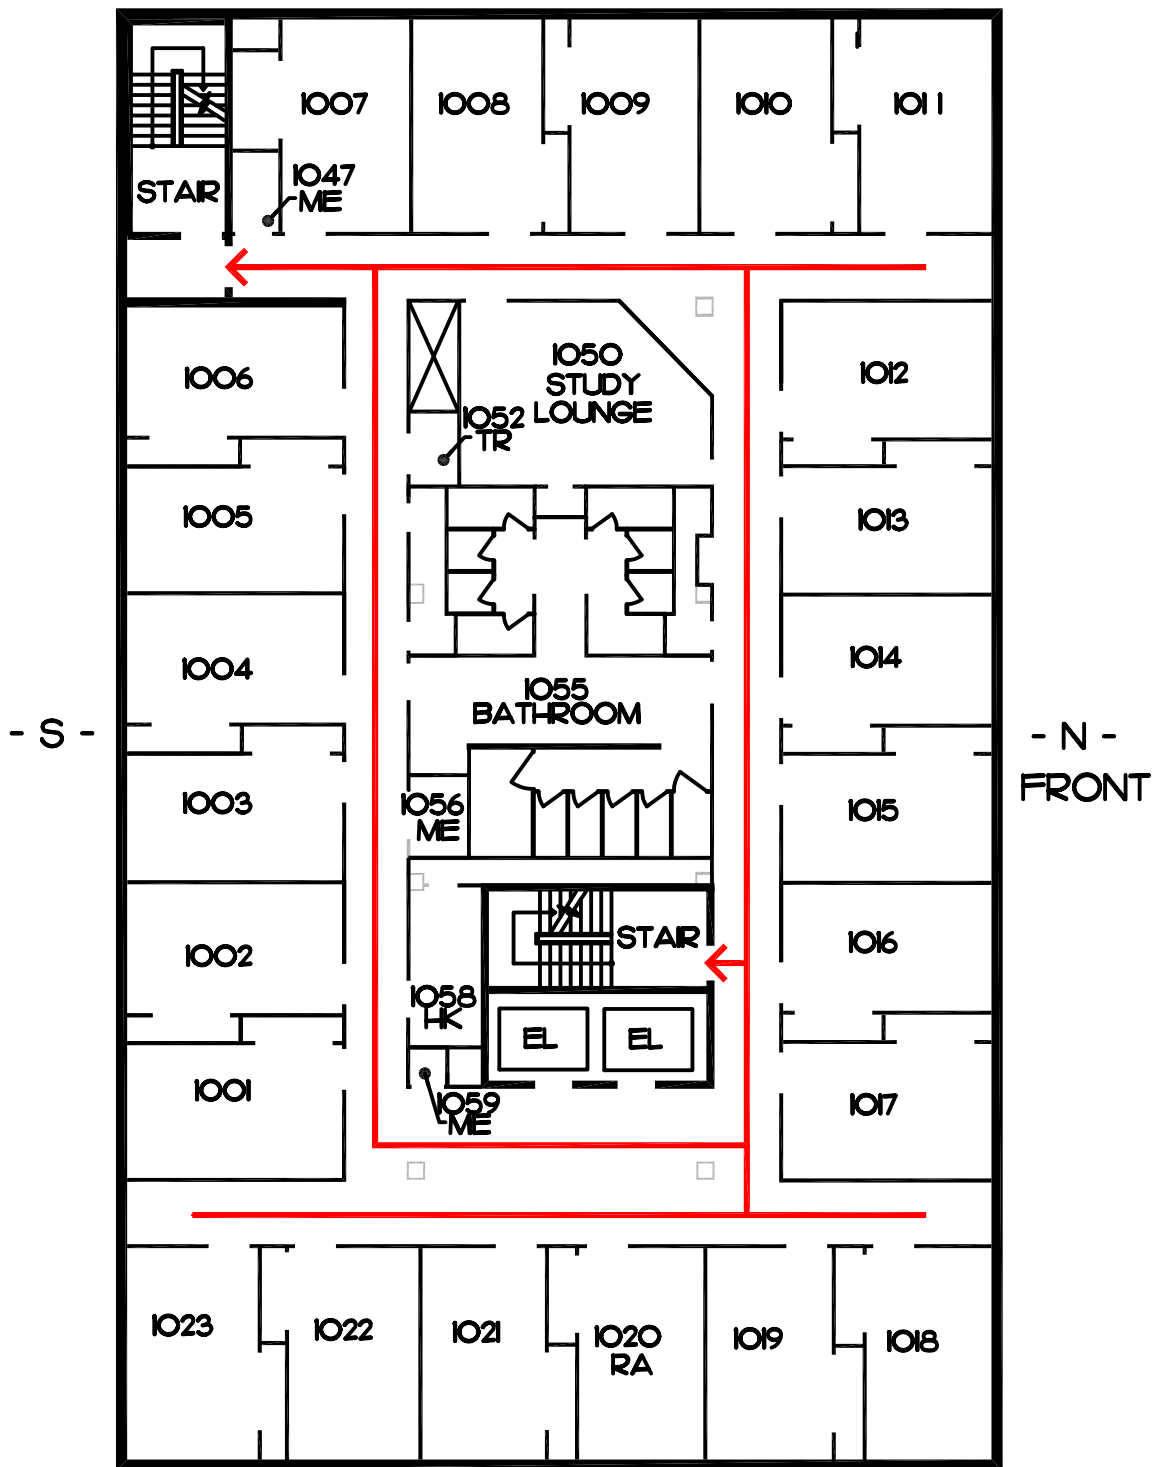 1007
1008
1009
1010
1011
STAIR
1047
ME
1006
1050
STUDY
LOUNGE
1012
1052
TR
1005
1013
1004
1014
1055
BATHROOM
- S -
- N -
FRONT
1003
1056
ME
1015
1002
STAIR
1016
1058
HK
EL
EL
1001
1059
ME
1017
1023
1022
1021
1020
RA
1019
1018